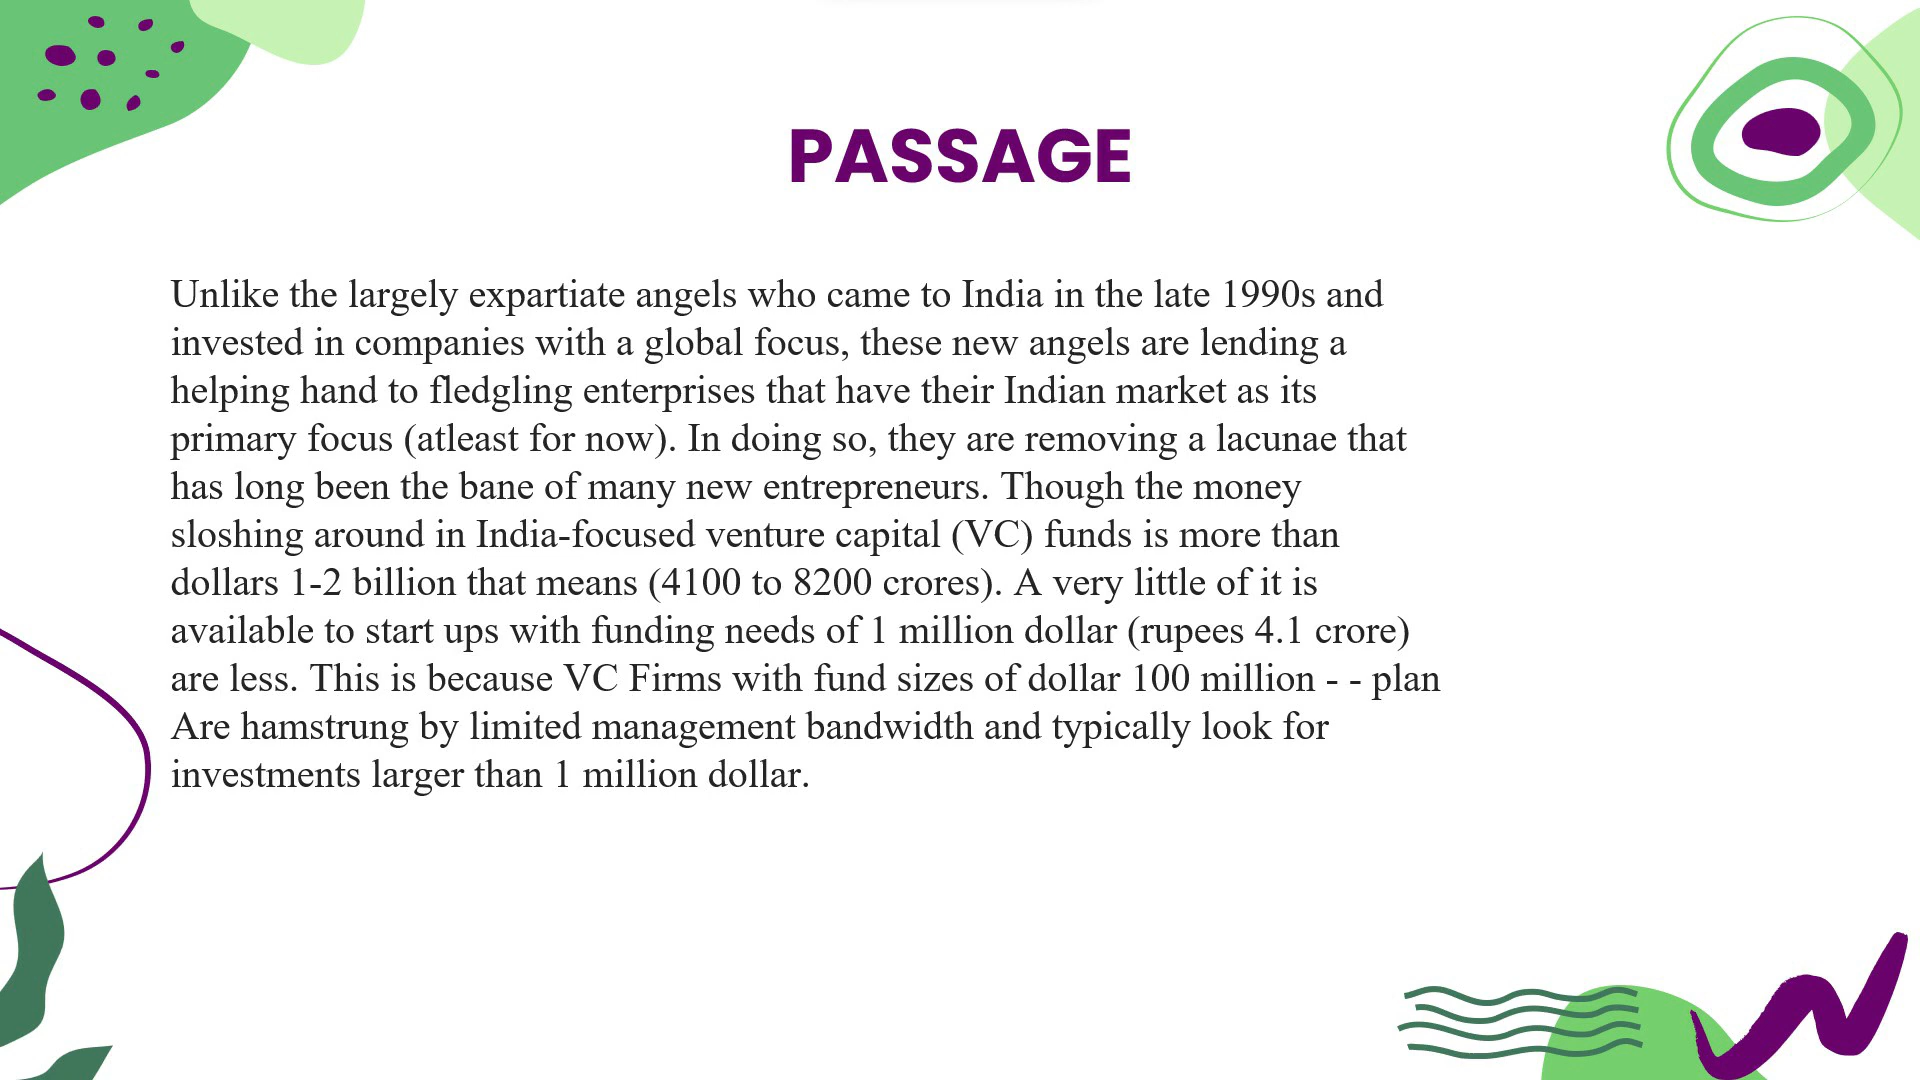 PASSAGE
Unlike the largely expartiate angels who came to India in the late 1990s and
invested in companies with a global focus, these new angels are lending a
helping hand to fledgling enterprises that have their Indian market as its
primary focus (atleast for now). In doing so, they are removing a lacunae that
has long been the bane of many new entrepreneurs. Though the money
sloshing around in India-focused venture capital (VC) funds is more than
dollars 1-2 billion that means (4100 to 8200 crores). A very little of it is
available to start ups with funding needs of 1 million dollar (rupees 4.1 crore)
are less. This is because VC Firms with fund sizes of dollar 100 million - - plan
Are hamstrung by limited management bandwidth and typically look for
investments larger than 1 million dollar.